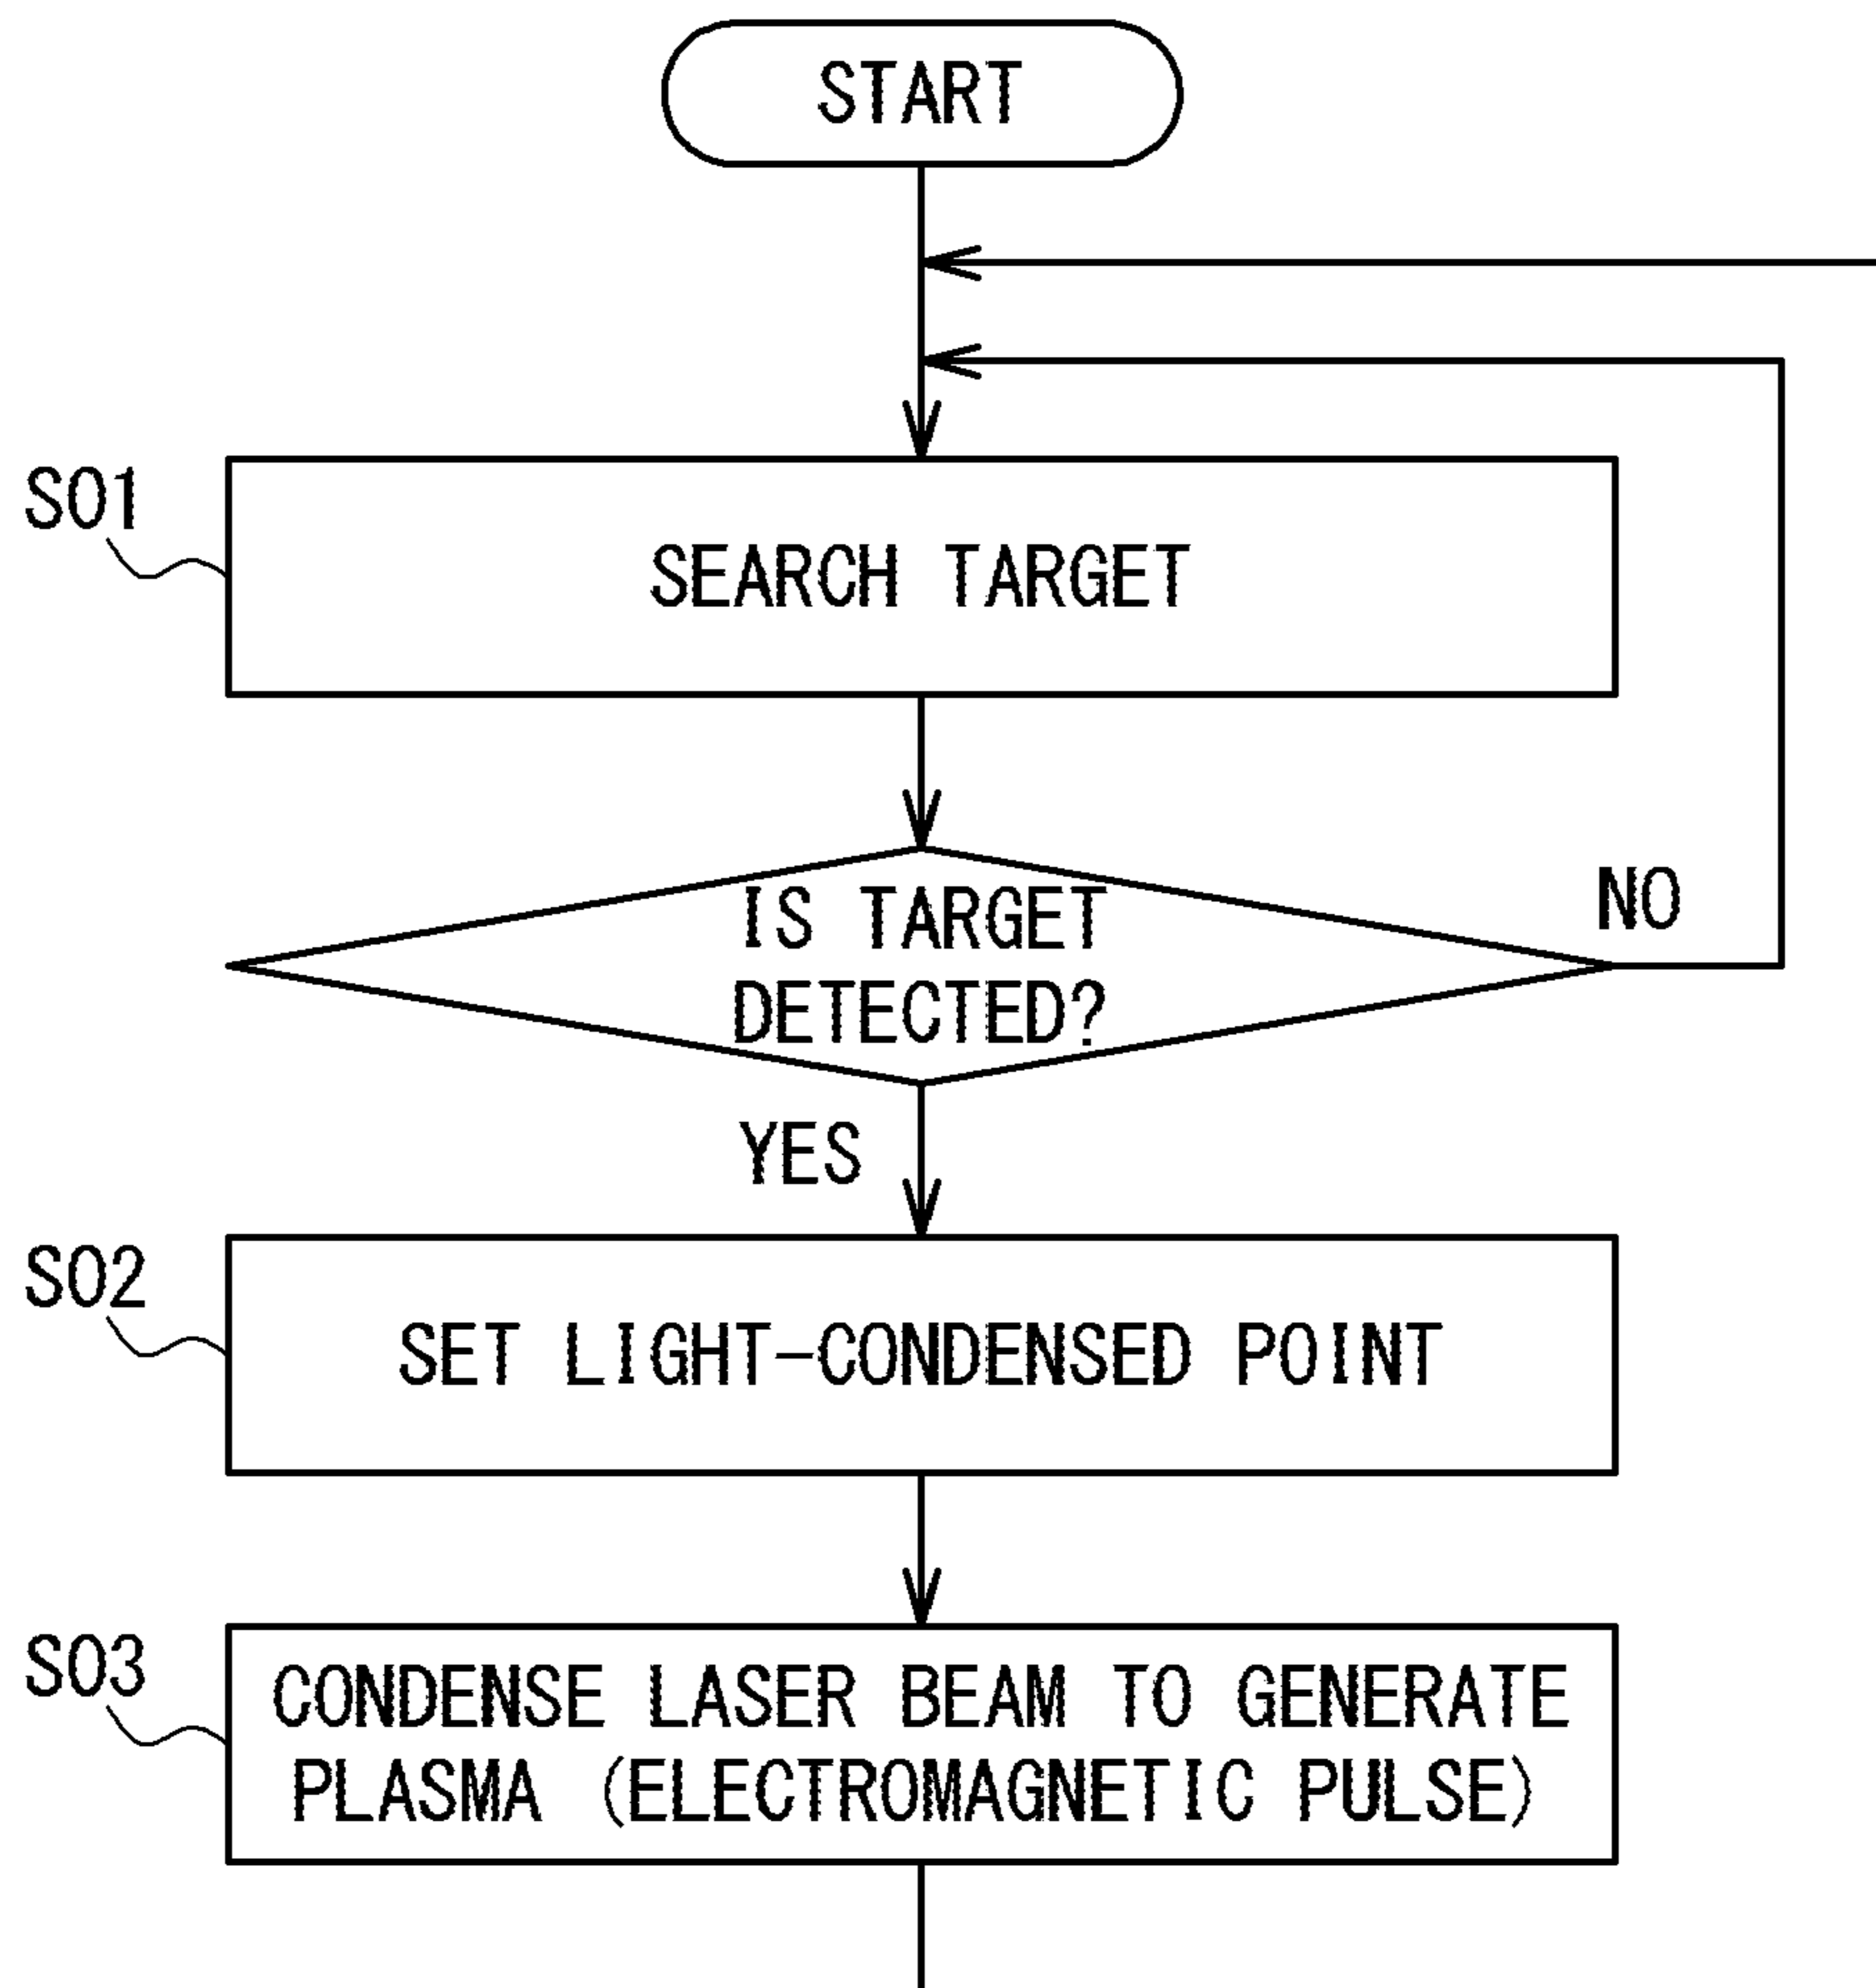 START
S01
SEARCH TARGET
IS TARGET
DETECTED?
NO
YES
S02
SET LIGHT-CONDENSED POINT
S03
CONDENSE LASER BEAM TO GENERATE
PLASMA (ELECTROMAGNETIC PULSE)